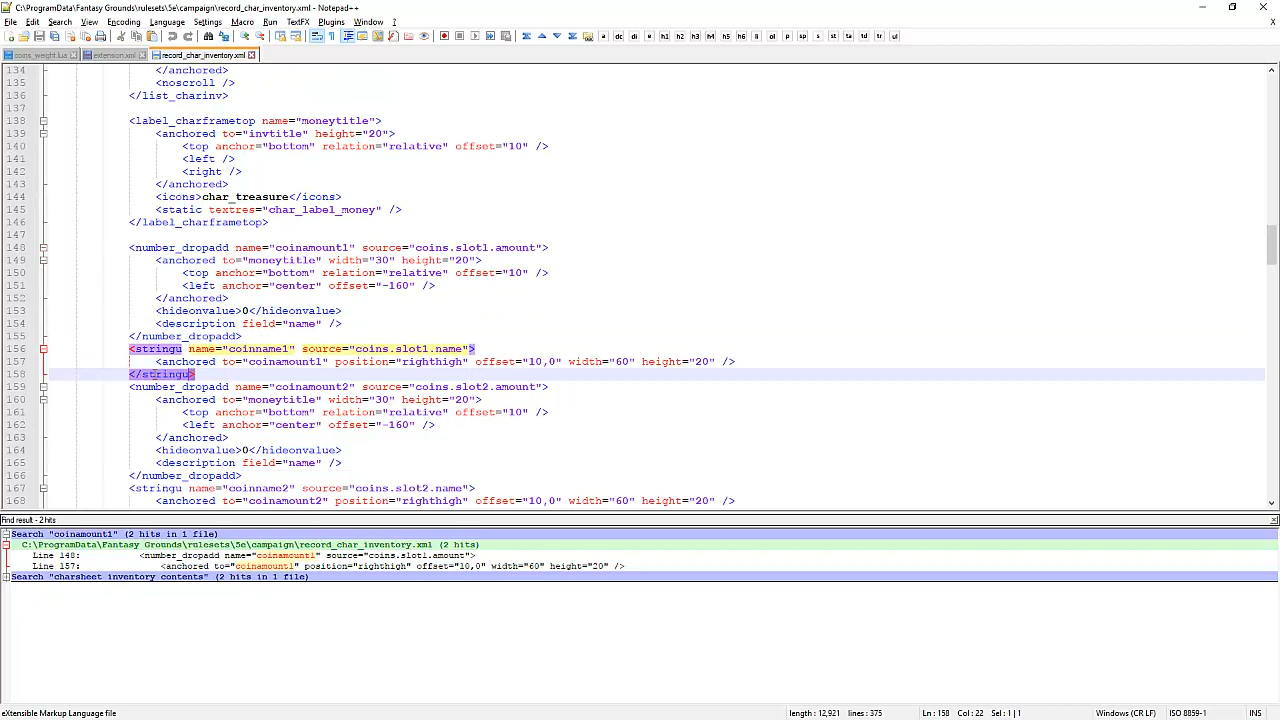 C:\ProgramData\Fantasy Grounds\rulesets\5e\campaign\record_char_inventory.xml - Notepad++
File Edit Search View Encoding Language Settings Macro Run TextFX Plugins Window ? X
coins_weight.lua extension.xml record_char_inventory.xml
134 </anchored>
135 <noscroll />
136 </list_charinv>
137
138 <label_charframetop name="moneytitle">
139 <anchored to="invtitle" height="20">
140 <top anchor="bottom" relation="relative" offset="10" />
141 <left />
142 <right />
143 </anchored>
144 <icons>char_treasure</icons>
145 <static textres="char_label_money" />
146 </label_charframetop>
147
148 <number_dropadd name="coinamount1" source="coins.slot1.amount">
149 <anchored to="moneytitle" width="30" height="20">
150 <top anchor="bottom" relation="relative" offset="10" />
151 <left anchor="center" offset="-160" />
152 </anchored>
153 <hideonvalue>0</hideonvalue>
154 <description field="name" />
155 </number_dropadd>
156 <stringu name="coinname1" source="coins.slot1.name">
157 <anchored to="coinamount1" position="righthigh" offset="10,0" width="60" height="20" />
158 </stringu>
159 <number_dropadd name="coinamount2" source="coins.slot2.amount">
160 <anchored to="moneytitle" width="30" height="20">
161 <top anchor="bottom" relation="relative" offset="10" />
162 <left anchor="center" offset="-160" />
163 </anchored>
164 <hideonvalue>0</hideonvalue>
165 <description field="name" />
166 </number_dropadd>
167 <stringu name="coinname2" source="coins.slot2.name">
168 <anchored to="coinamount2" position="righthigh" offset="10,0" width="60" height="20" />
Find result - 2 hits
Search "coinamount1" (2 hits in 1 file)
C:\ProgramData\Fantasy Grounds\rulesets\5e\campaign\record_char_inventory.xml (2 hits)
Line 148: <number_dropadd name="coinamount1" source="coins.slot1.amount">
Line 157: <anchored to="coinamount1" position="righthigh" offset="10,0" width="60" height="20" />
Search "charsheet inventory contents" (2 hits in 1 file)
eXtensible Markup Language file length : 12,921 lines : 375 Ln : 158 Col : 22 Sel : 1 | 1 Windows (CR LF) ISO 8859-1 INS